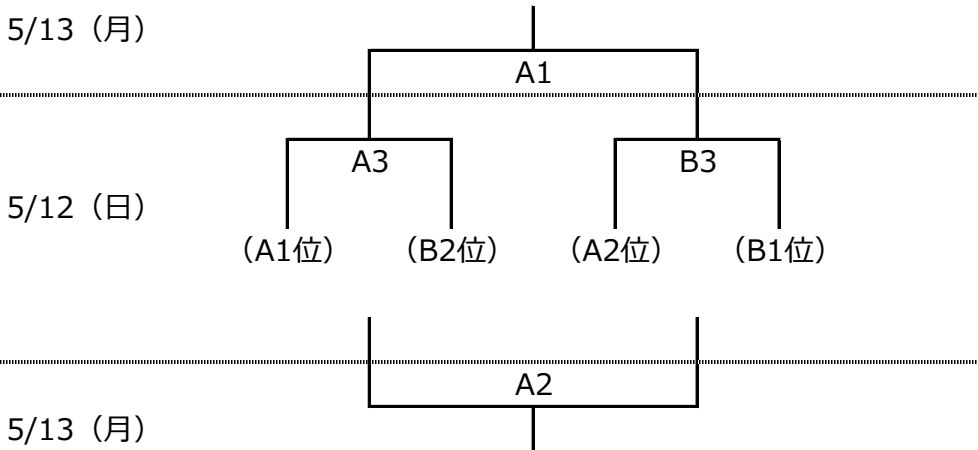 5/13（月）
A1
A3
B3
5/12（日）
（A1位）
（B2位）
（A2位）
（B1位）
A2
5/13（月）